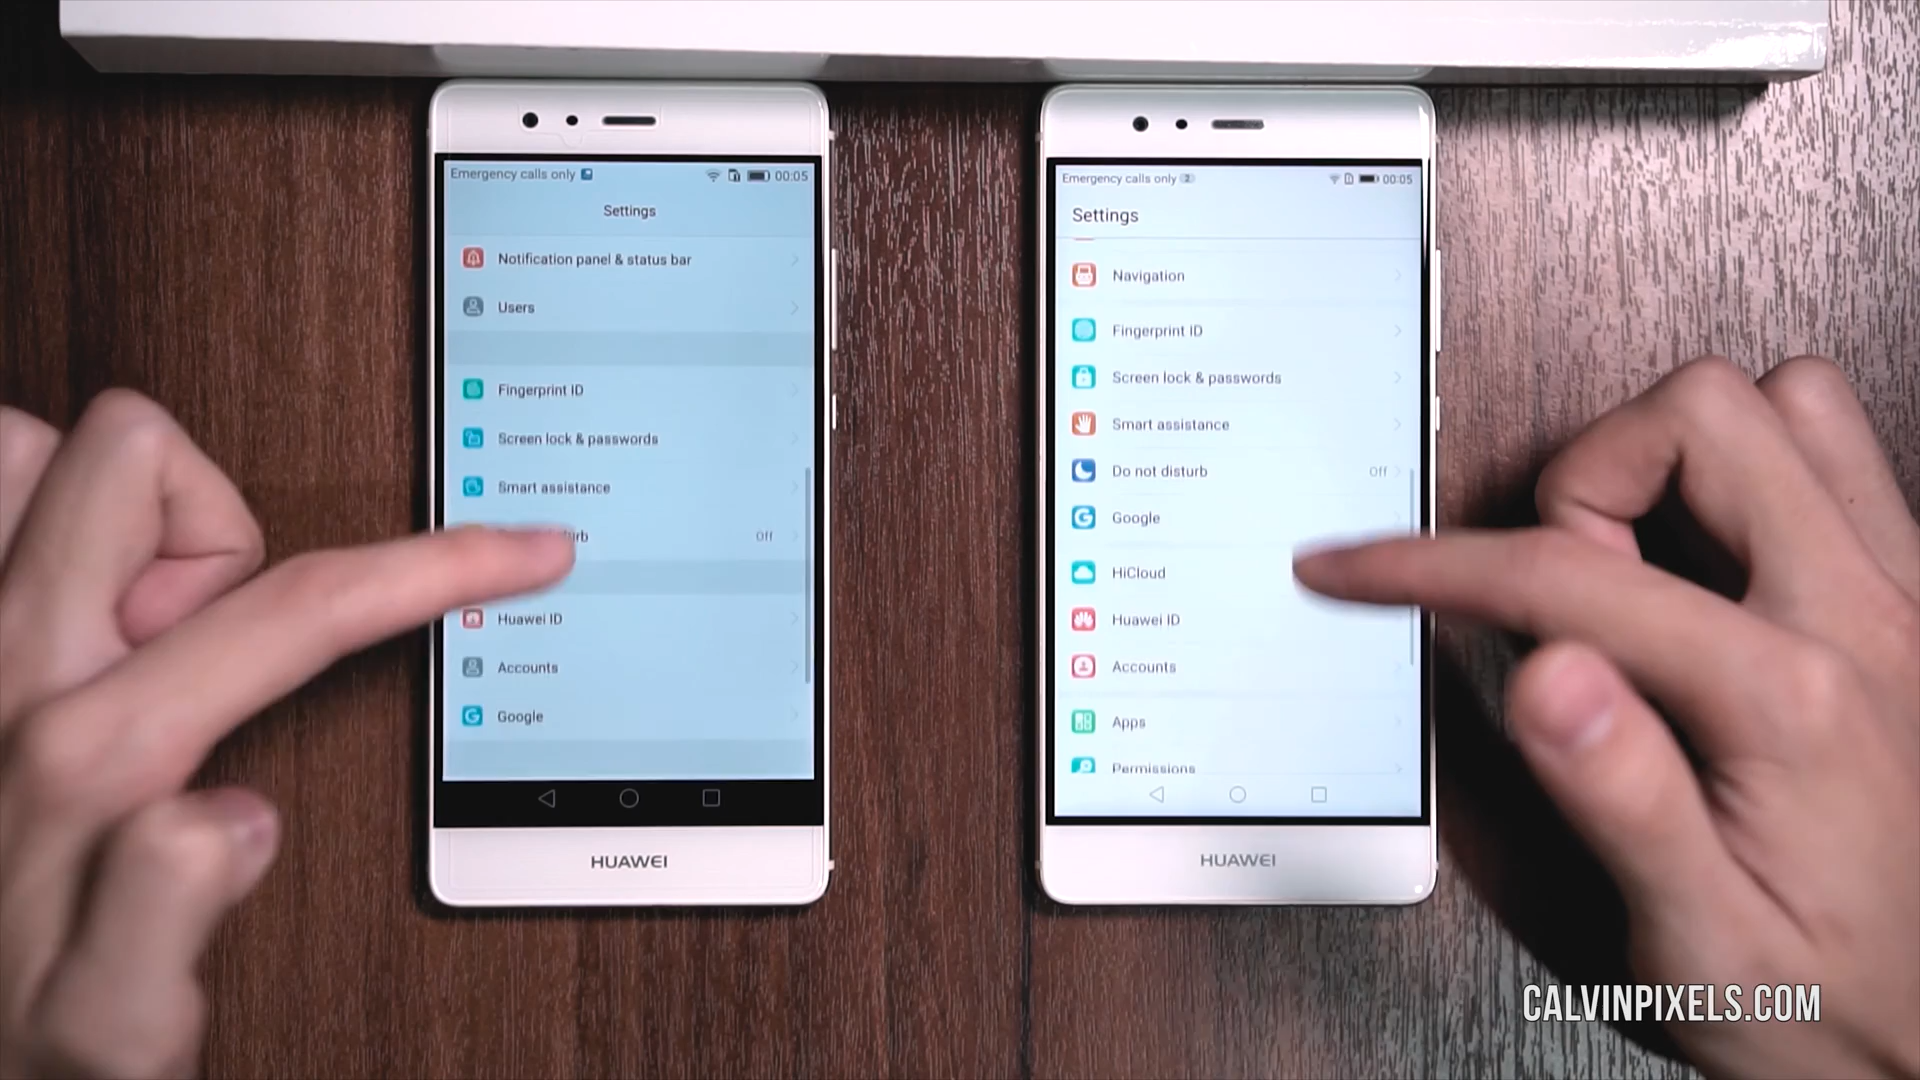 Emergency calls only
00:05
Settings
Notification panel & status bar
Users
Fingerprint ID
Screen lock & passwords
Smart assistance
Off
Huawei ID
Accounts
Google
HUAWEI
Emergency calls only 2
00:05
Settings
Navigation
Fingerprint ID
Screen lock & passwords
Smart assistance
Do not disturb Off
Google
HiCloud
Huawei ID
Accounts
Apps
Permissions
HUAWEI
CALVINPIXELS.COM